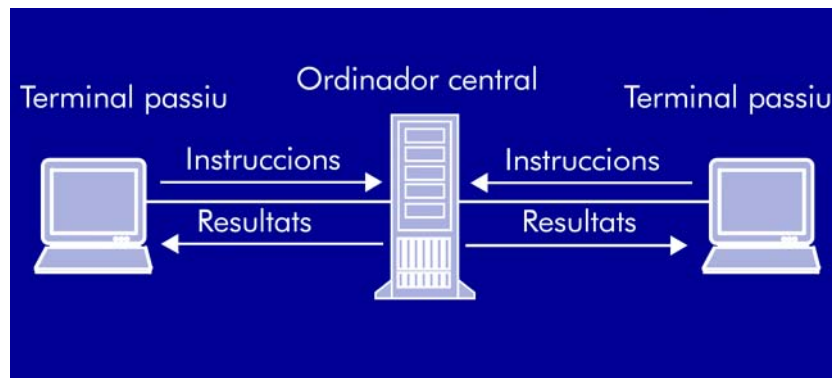 Ordinador central
Terminal passiu
Terminal passiu
Instruccions
Instruccions
Resultats
Resultats